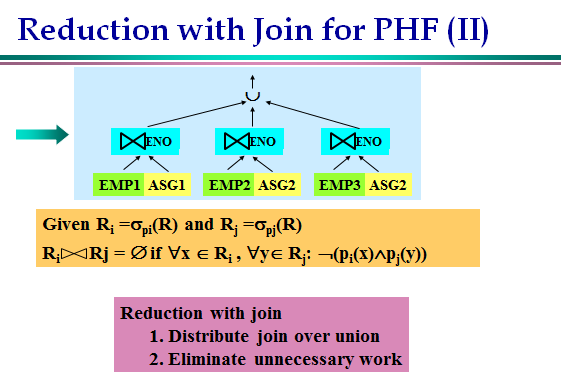 Reduction with Join for PHF (II)
∪
⋈ENO ⋈ENO ⋈ENO
EMP1 ASG1 EMP2 ASG2 EMP3 ASG2
Given Ri =σpi(R) and Rj =σpj(R)
Ri⋈Rj = ∅ if ∀x ∈ Ri , ∀y∈ Rj: ¬(pi(x)∧pj(y))
Reduction with join
1. Distribute join over union
2. Eliminate unnecessary work